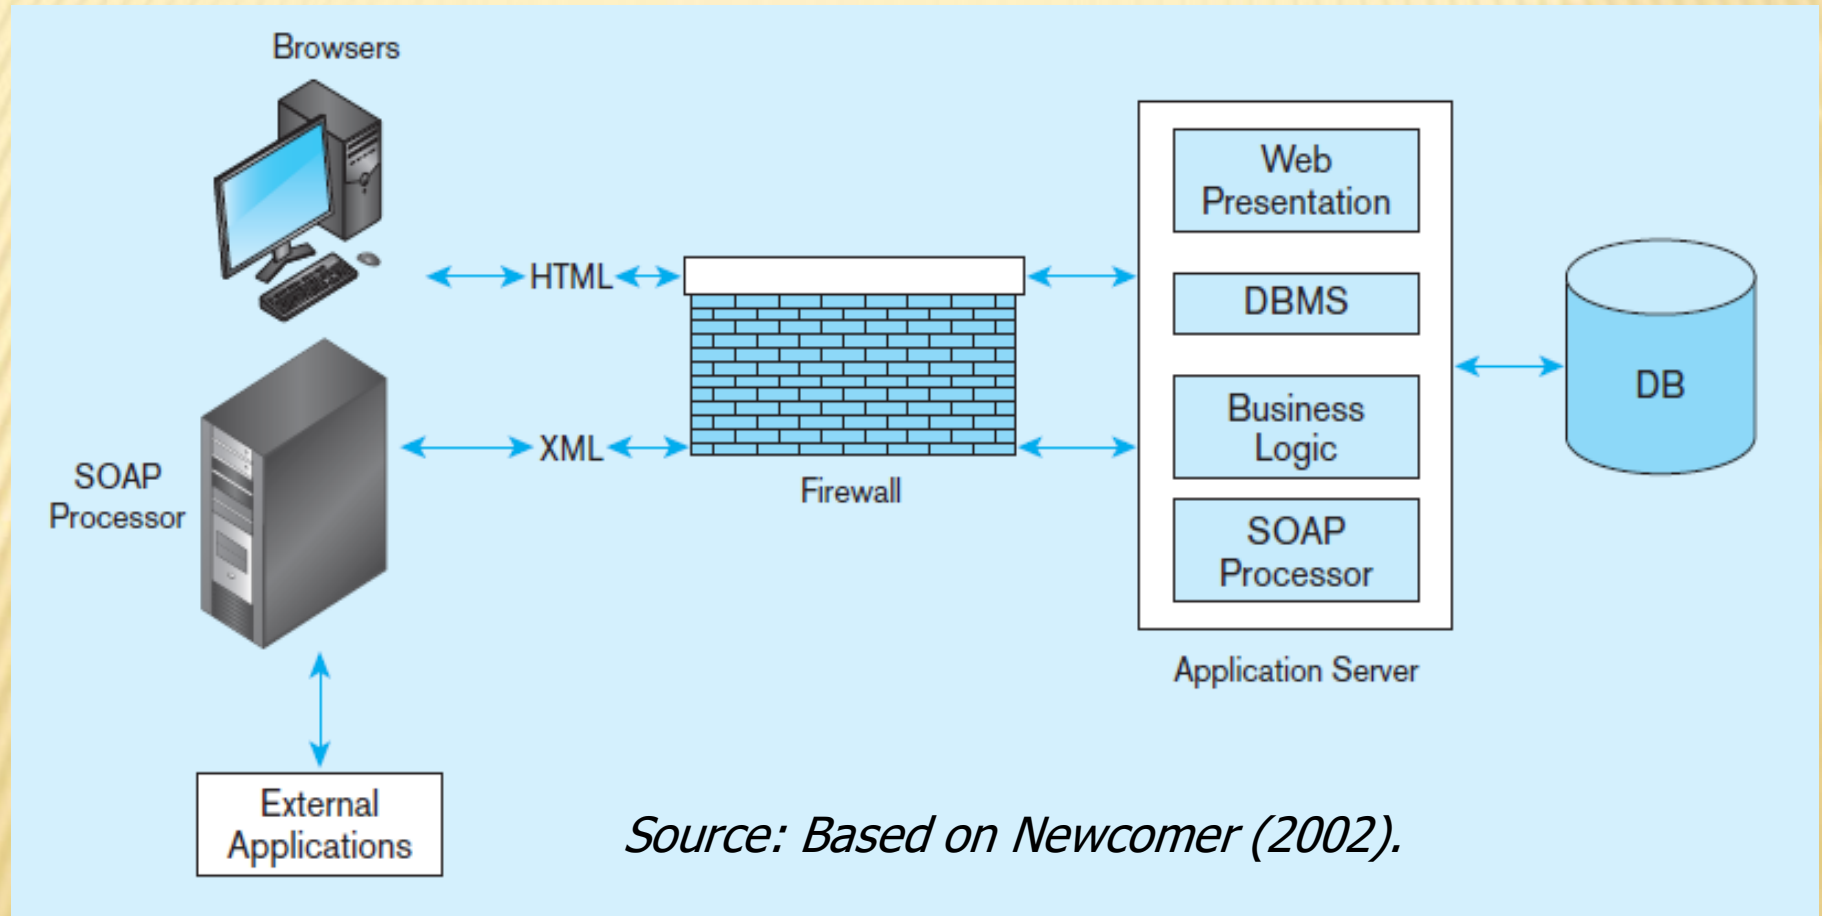 Browsers
HTML
SOAP
Processor
XML
External
Applications
Firewall
Web
Presentation
DBMS
Business
Logic
SOAP
Processor
Application Server
DB
Source: Based on Newcomer (2002).